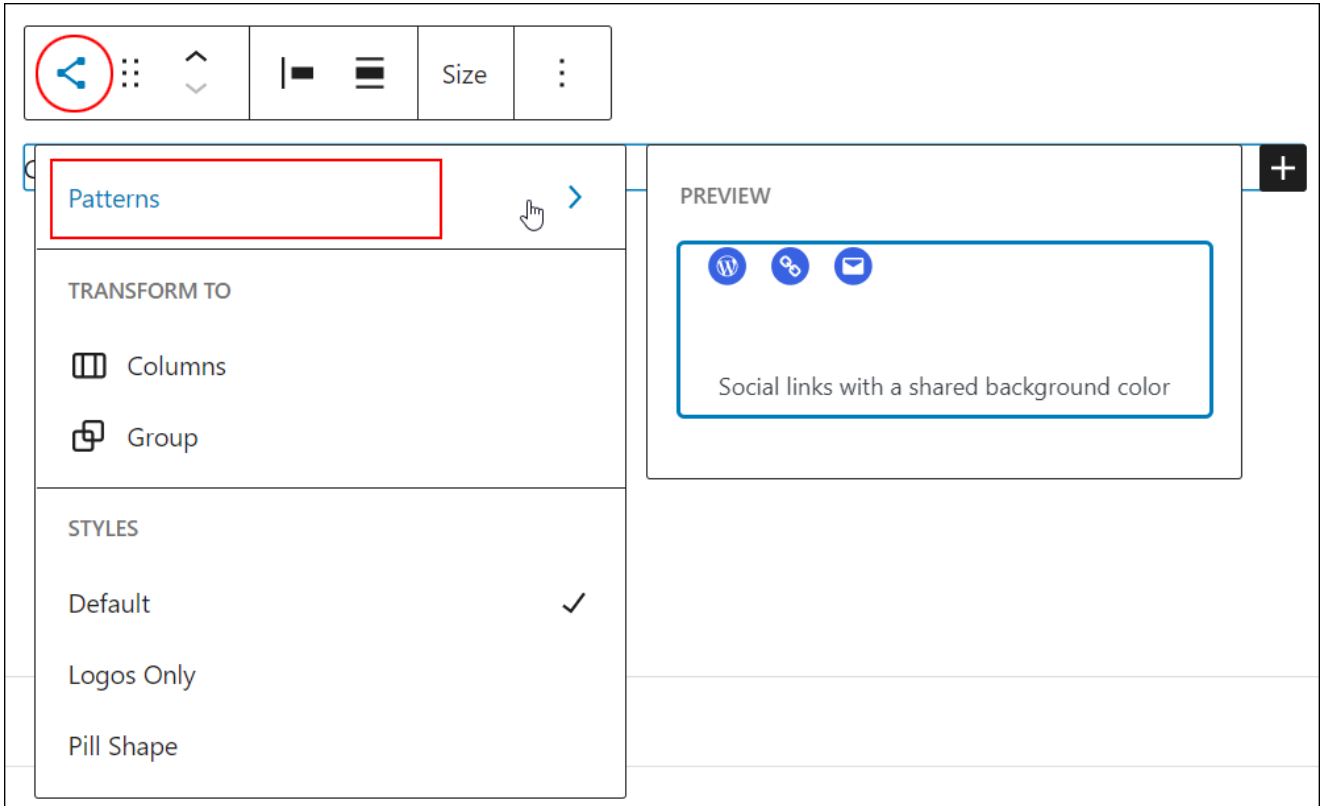 Size
Patterns
PREVIEW
Social links with a shared background color
TRANSFORM TO
Columns
Group
STYLES
Default
Logos Only
Pill Shape